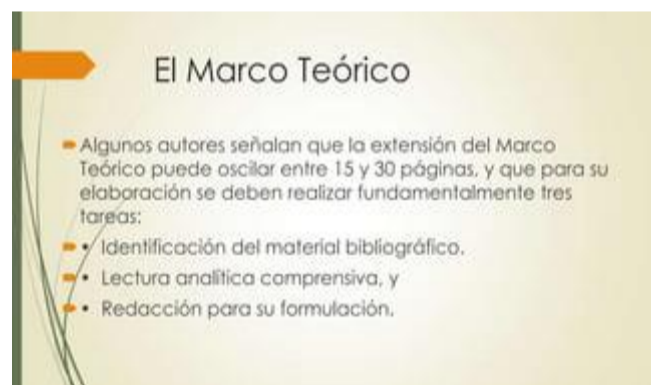 El Marco Teórico
Algunos autores señalan que la extensión del Marco
Teórico puede oscilar entre 15 y 30 páginas, y que para su
elaboración se deben realizar fundamentalmente tres
tareas:
• Identificación del material bibliográfico.
• Lectura analítica comprensiva, y
• Redacción para su formulación.